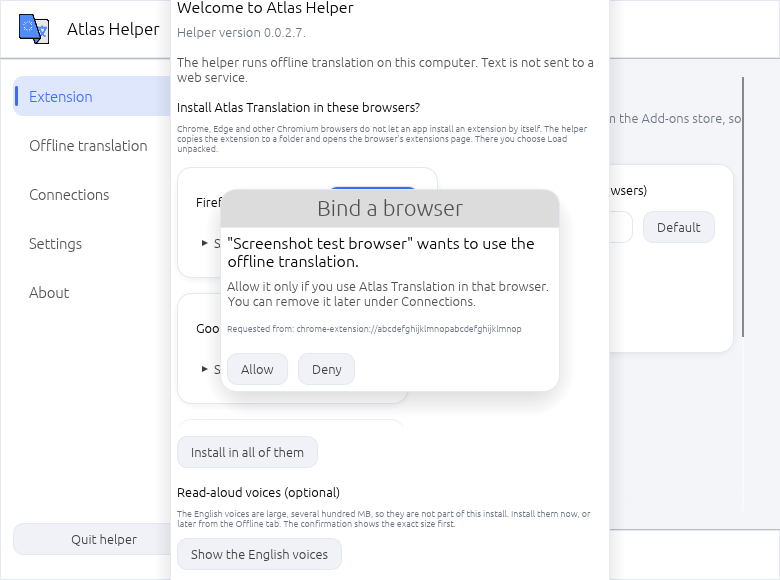 Welcome to Atlas Helper
Atlas Helper
Helper version 0.0.2.7.
The helper runs offline translation on this computer. Text is not sent to a
web service.
Extension
Install Atlas Translation in these browsers?
Chrome, Edge and other Chromium browsers do not let an app install an extension by itself. The helper
copies the extension to a folder and opens the browser's extensions page. There you choose Load
unpacked.
the Add-ons store, so
Offline translation
Connections
Settings
About
Bind a browser
"Screenshot test browser" wants to use the
offline translation.
Allow it only if you use Atlas Translation in that browser.
You can remove it later under Connections.
Requested from: chrome-extension://abcdefghijklmnopabcdefghijklmnop
Allow
Deny
Default
Install in all of them
Read-aloud voices (optional)
The English voices are large, several hundred MB, so they are not part of this install. Install them now, or
later from the Offline tab. The confirmation shows the exact size first.
Show the English voices
Quit helper